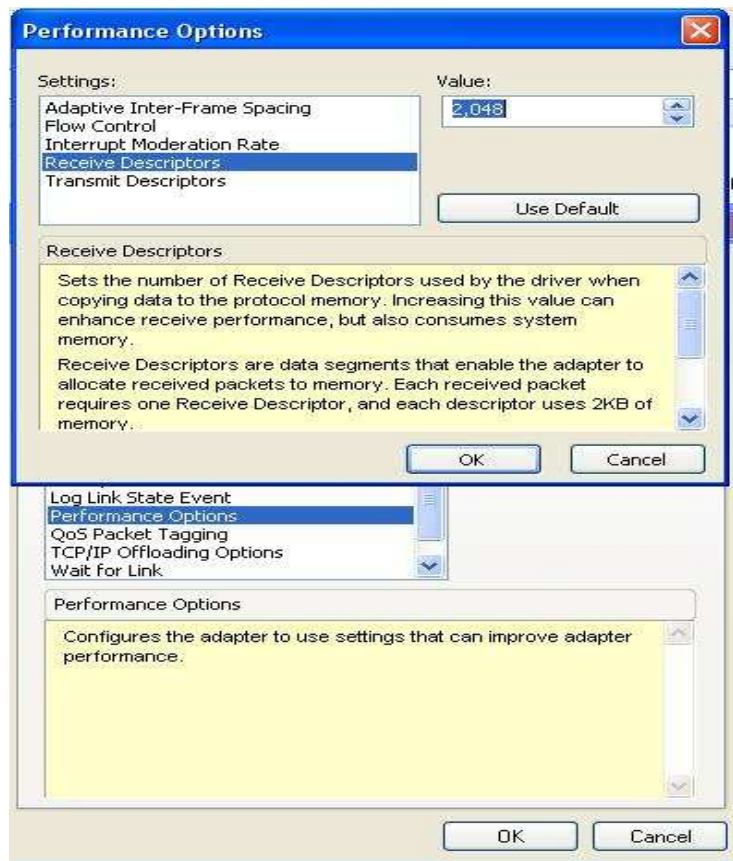 Performance Options
Settings:
Value:
Adaptive Inter-Frame Spacing
Flow Control
Interrupt Moderation Rate
Receive Descriptors
Transmit Descriptors
2,048
Use Default
Receive Descriptors
Sets the number of Receive Descriptors used by the driver when
copying data to the protocol memory. Increasing this value can
enhance receive performance, but also consumes system
memory.
Receive Descriptors are data segments that enable the adapter to
allocate received packets to memory. Each received packet
requires one Receive Descriptor, and each descriptor uses 2KB of
memory.
OK
Cancel
Log Link State Event
Performance Options
QoS Packet Tagging
TCP/IP Offloading Options
Wait for Link
Performance Options
Configures the adapter to use settings that can improve adapter
performance.
OK
Cancel